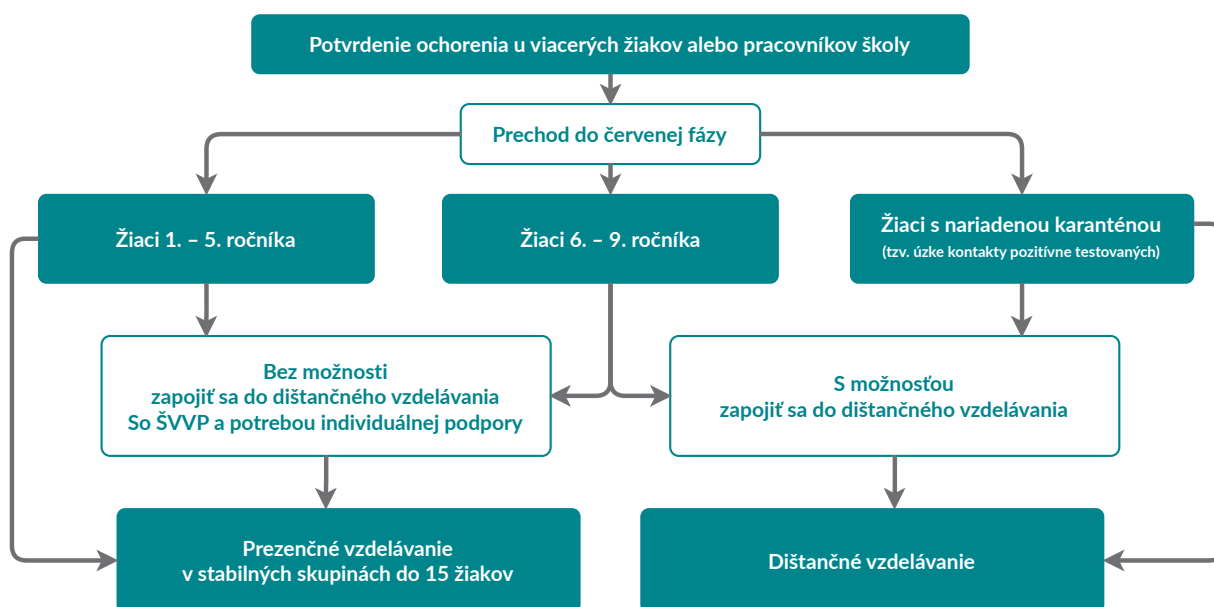 Potvrdenie ochorenia u viacerých žiakov alebo pracovníkov školy
Prechod do červenej fázy
Žiaci 1. – 5. ročníka
Žiaci 6. – 9. ročníka
Žiaci s nariadenou karanténou
(tzv. úzke kontakty pozitívne testovaných)
Bez možnosti
zapojiť sa do dištančného vzdelávania
So ŠVVP a potrebou individuálnej podpory
S možnosťou
zapojiť sa do dištančného vzdelávania
Prezenčné vzdelávanie
v stabilných skupinách do 15 žiakov
Dištančné vzdelávanie